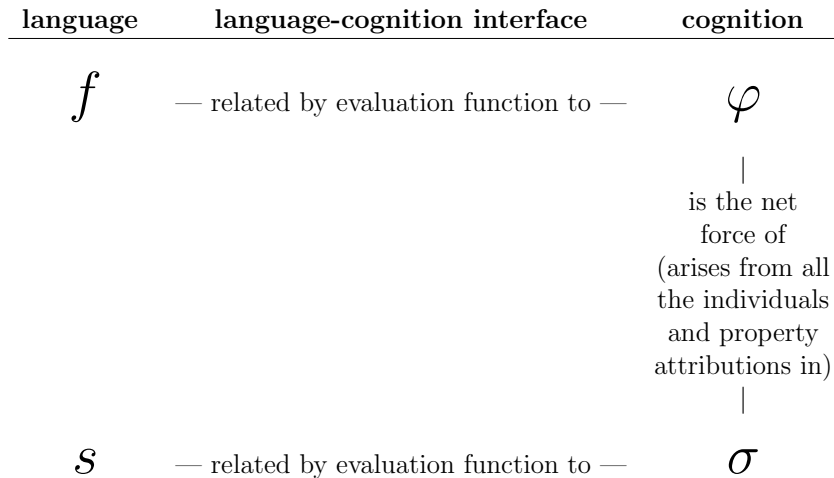 language language-cognition interface cognition
f — related by evaluation function to — φ
|
is the net
force of
(arises from all
the individuals
and property
attributions in)
|
s — related by evaluation function to — σ